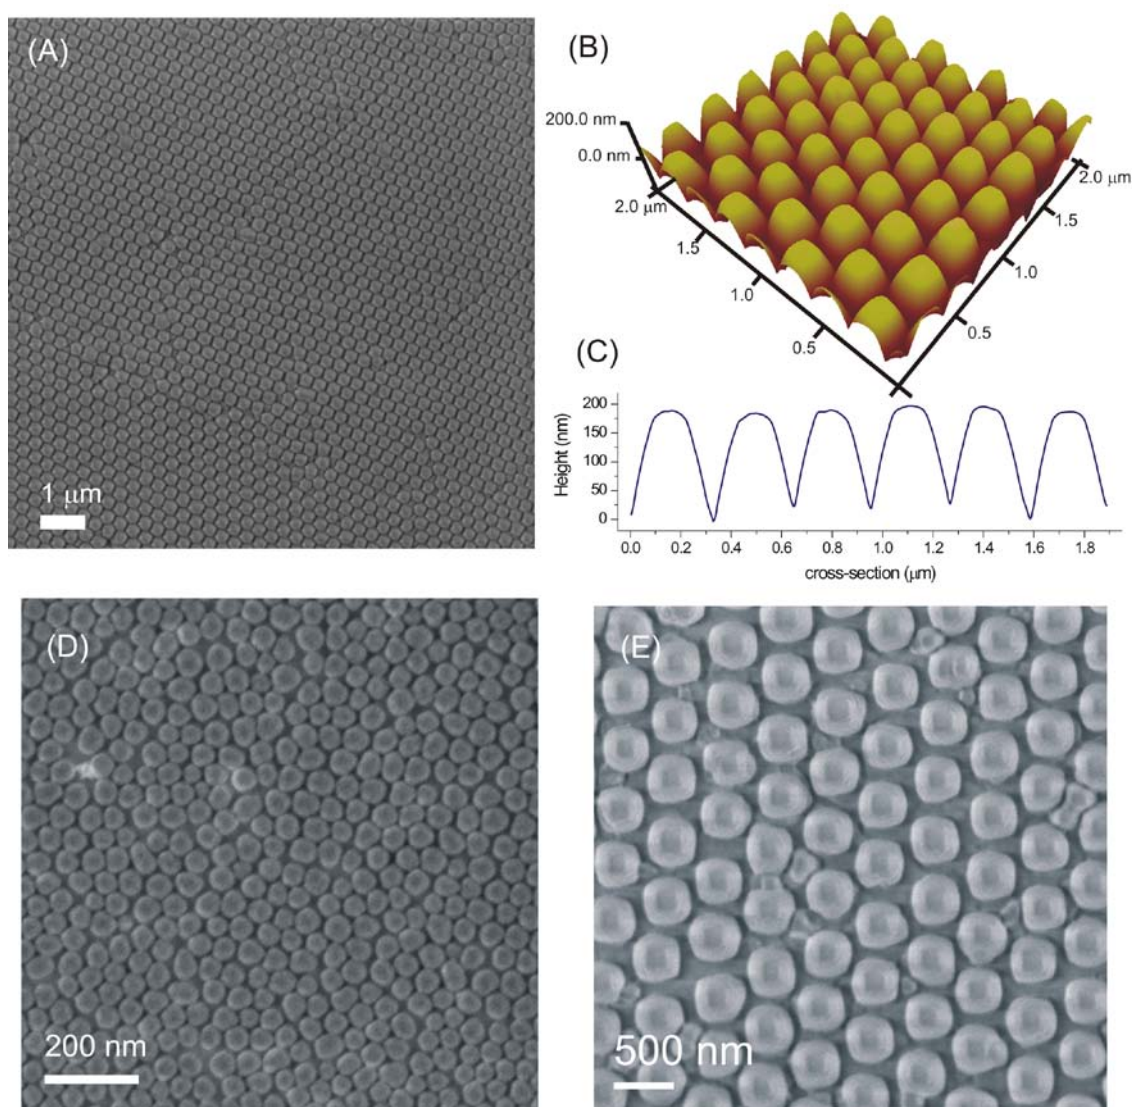 (A)
1 μm
(B)
200.0 nm
0.0 nm
2.0 μm
1.5
1.0
0.5
0.5
1.0
1.5
2.0 μm
(C)
Height (nm)
200
150
100
50
0
0.0 0.2 0.4 0.6 0.8 1.0 1.2 1.4 1.6 1.8
cross-section (μm)
(D)
200 nm
(E)
500 nm